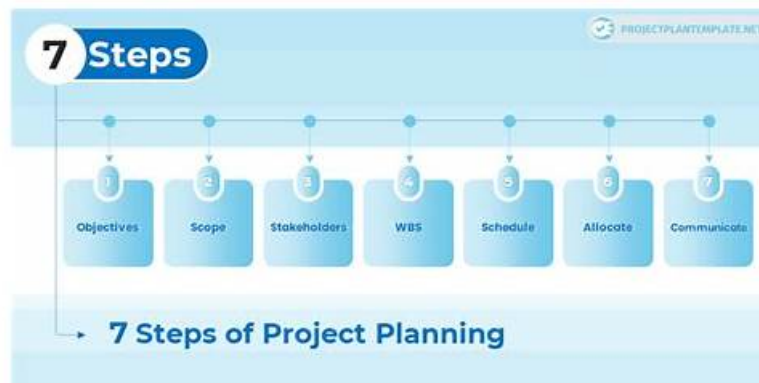 PROJECTPLANTEMPLATE.NET
7 Steps
1
2
3
4
5
6
7
Objectives
Scope
Stakeholders
WBS
Schedule
Allocate
Communicate
7 Steps of Project Planning